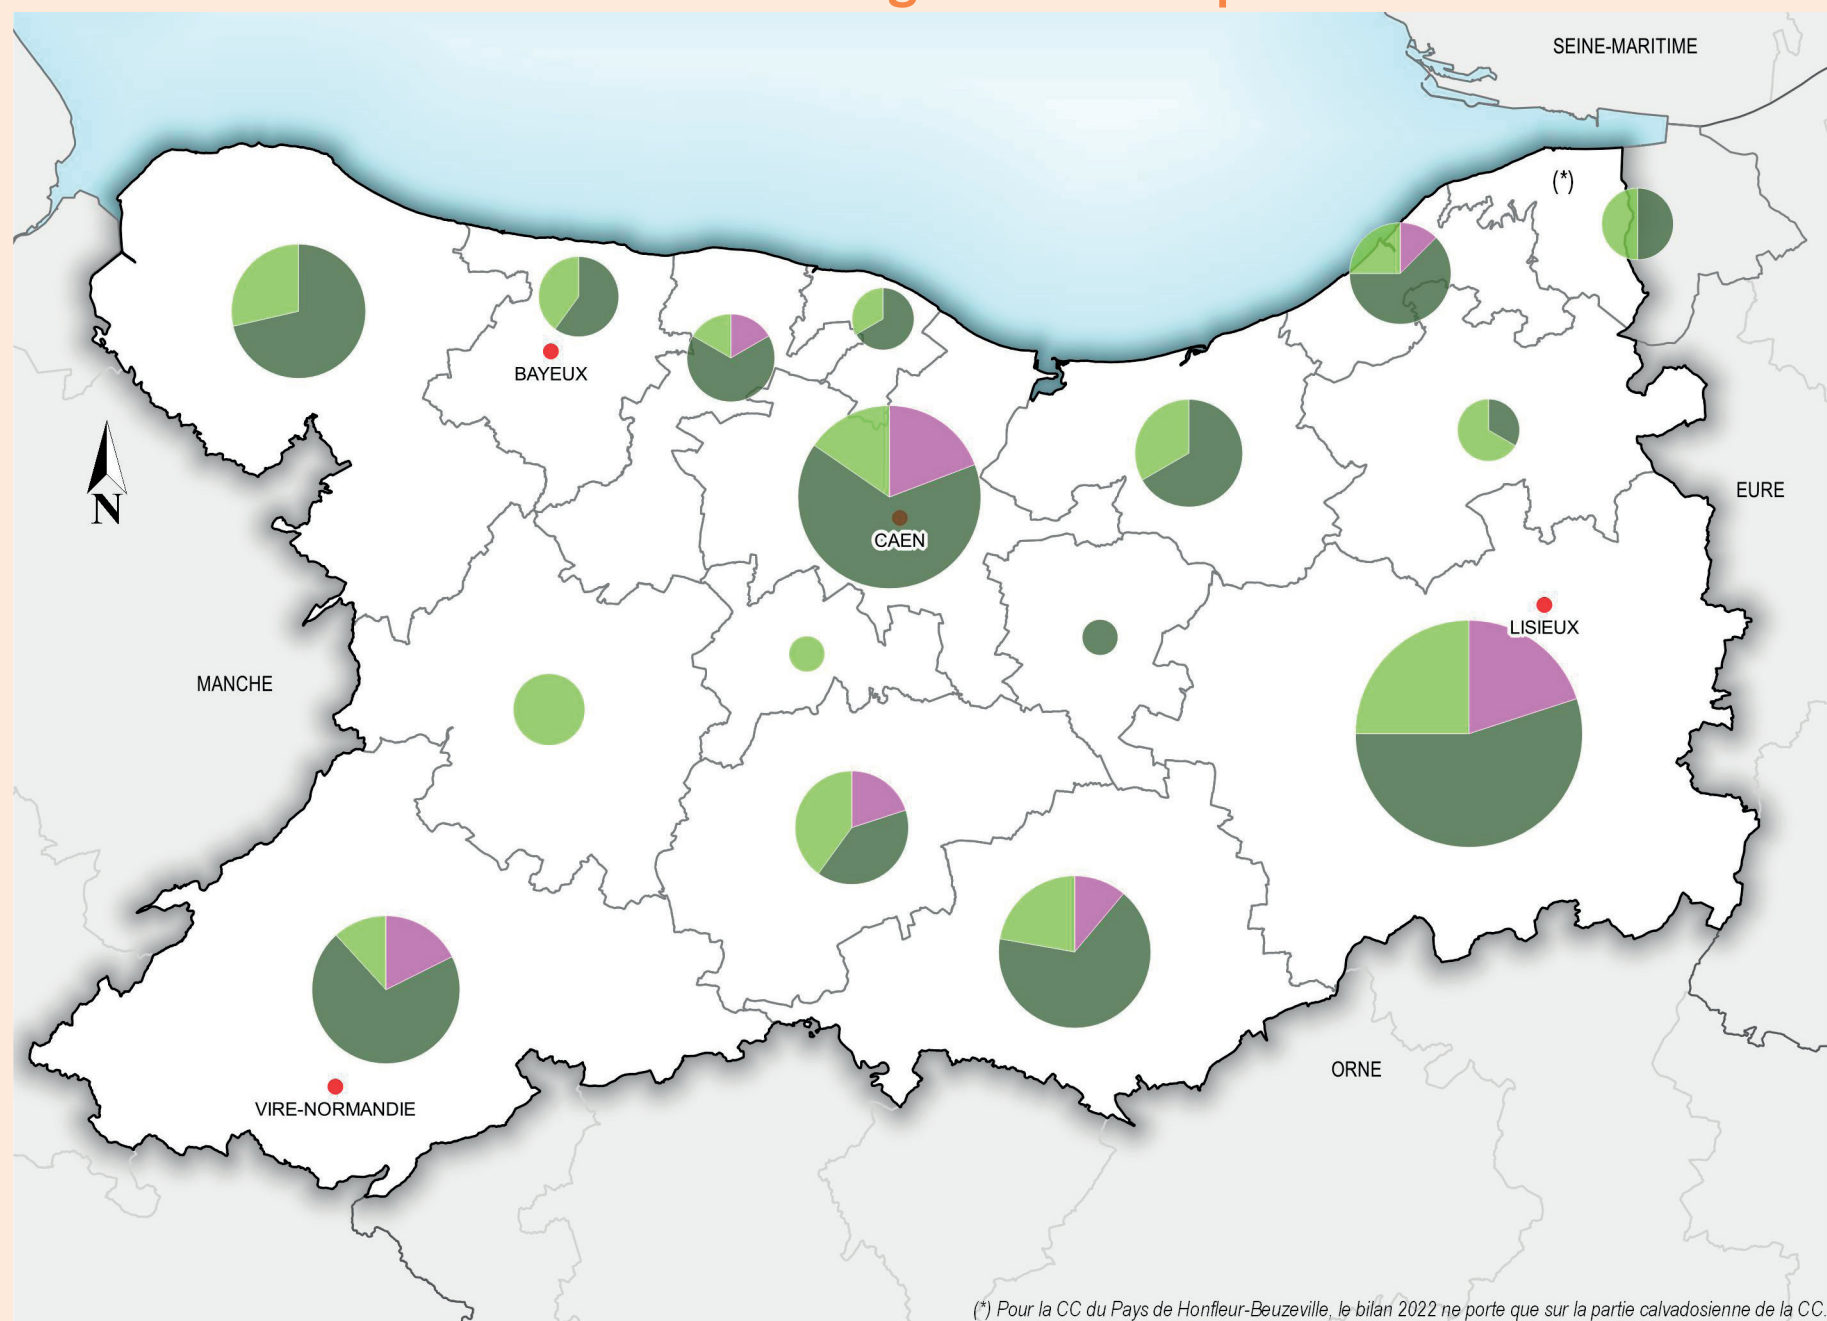 SEINE-MARITIME
(*)
BAYEUX
N
CAEN
EURE
LISIEUX
MANCHE
ORNE
VIRE-NORMANDIE
(*) Pour la CC du Pays de Honfleur-Beuzeville, le bilan 2022 ne porte que sur la partie calvadosienne de la CC.